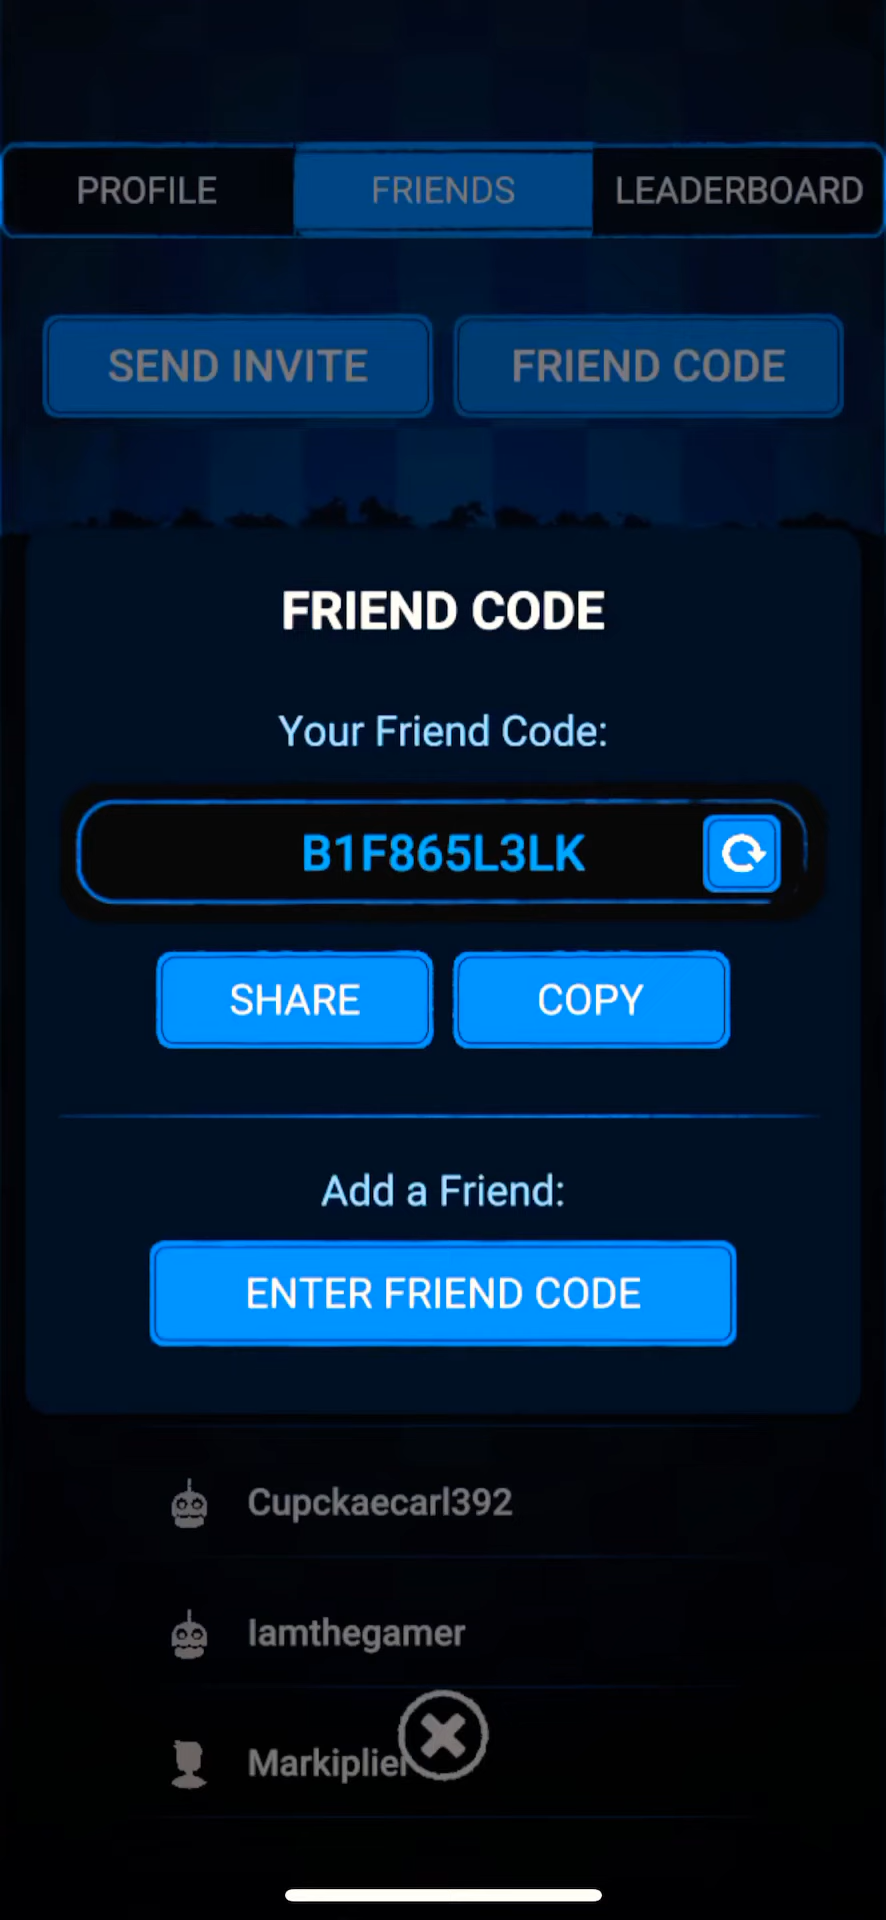 PROFILE
FRIENDS
LEADERBOARD
SEND INVITE
FRIEND CODE
FRIEND CODE
Your Friend Code:
B1F865L3LK
SHARE
COPY
Add a Friend:
ENTER FRIEND CODE
Cupckaecarl392
Iamthegamer
Markiplier